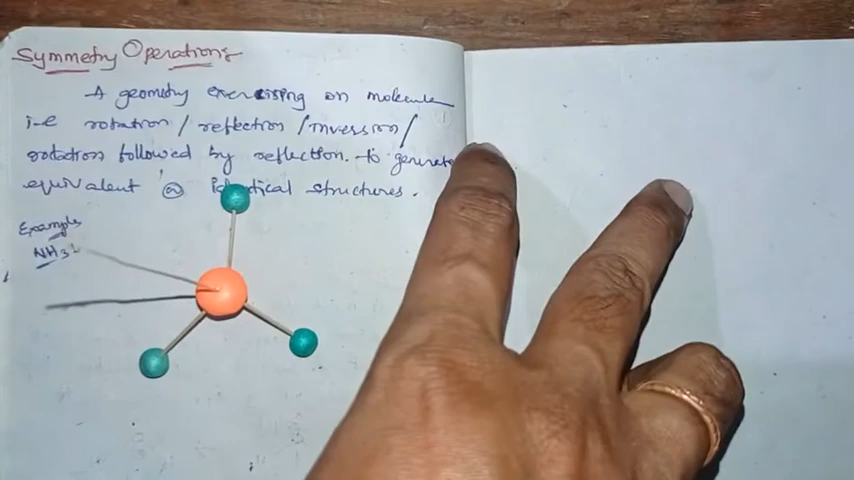 Symmetry Operations
A geometry exercising on molecule
i-e rotation / reflection / inversion /
rotation followed by reflection. to generate
equivalent or identical structures.
Example
NH3